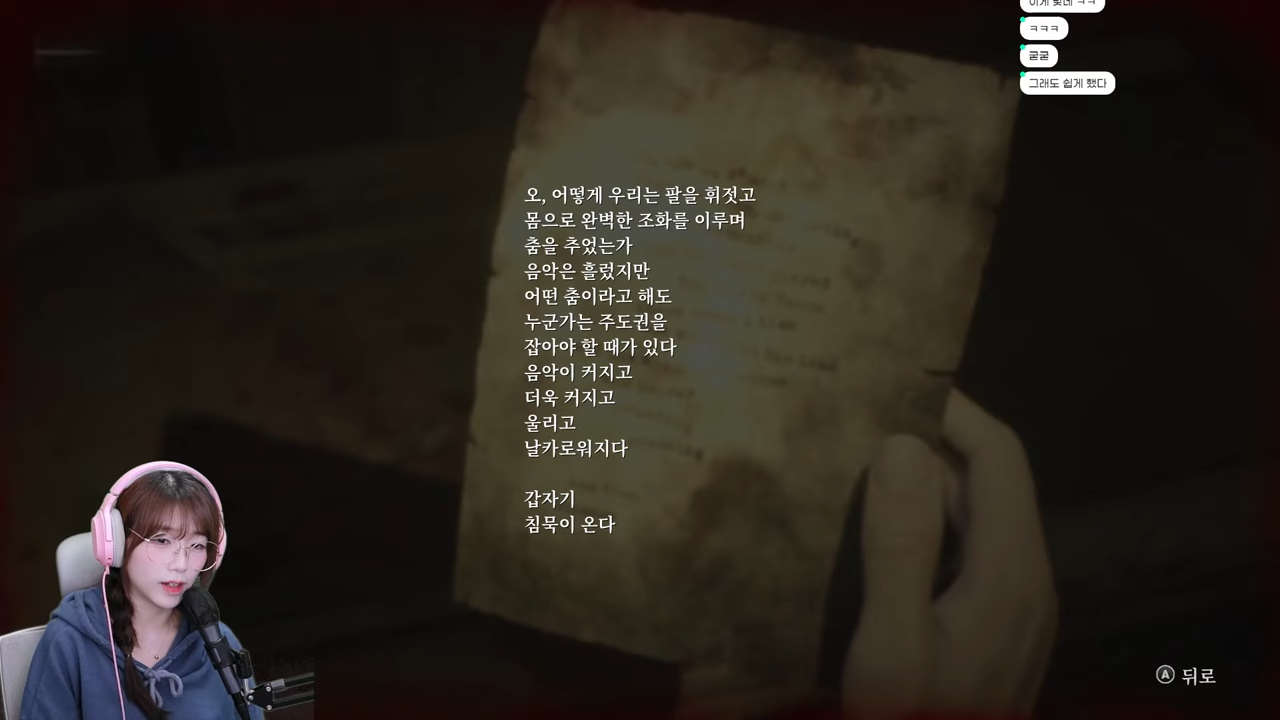 이게 맞네 ㅋㅋ
ㅋㅋㅋ
굳굳
그래도 쉽게 했다
오, 어떻게 우리는 팔을 휘젓고
몸으로 완벽한 조화를 이루며
춤을 추었는가
음악은 흘렀지만
어떤 춤이라고 해도
누군가는 주도권을
잡아야 할 때가 있다
음악이 커지고
더욱 커지고
울리고
날카로워지다
갑자기
침묵이 온다
A 뒤로